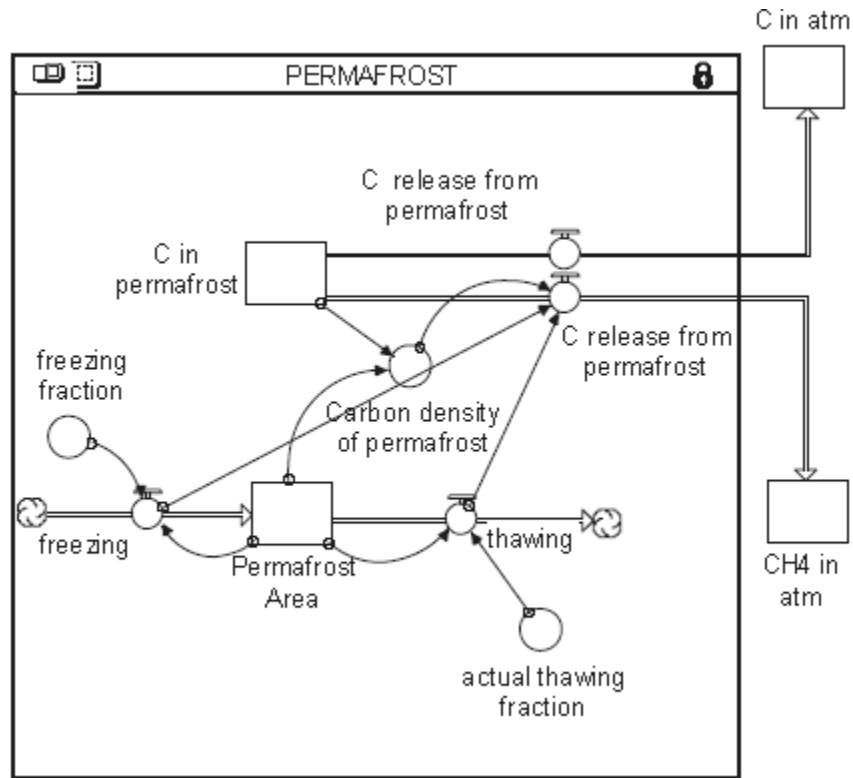 C in atm
PERMAFROST
C release from
permafrost
C in
permafrost
C release from
permafrost
freezing
fraction
Carbon density
of permafrost
freezing
thawing
Permafrost
Area
CH4 in
atm
actual thawing
fraction